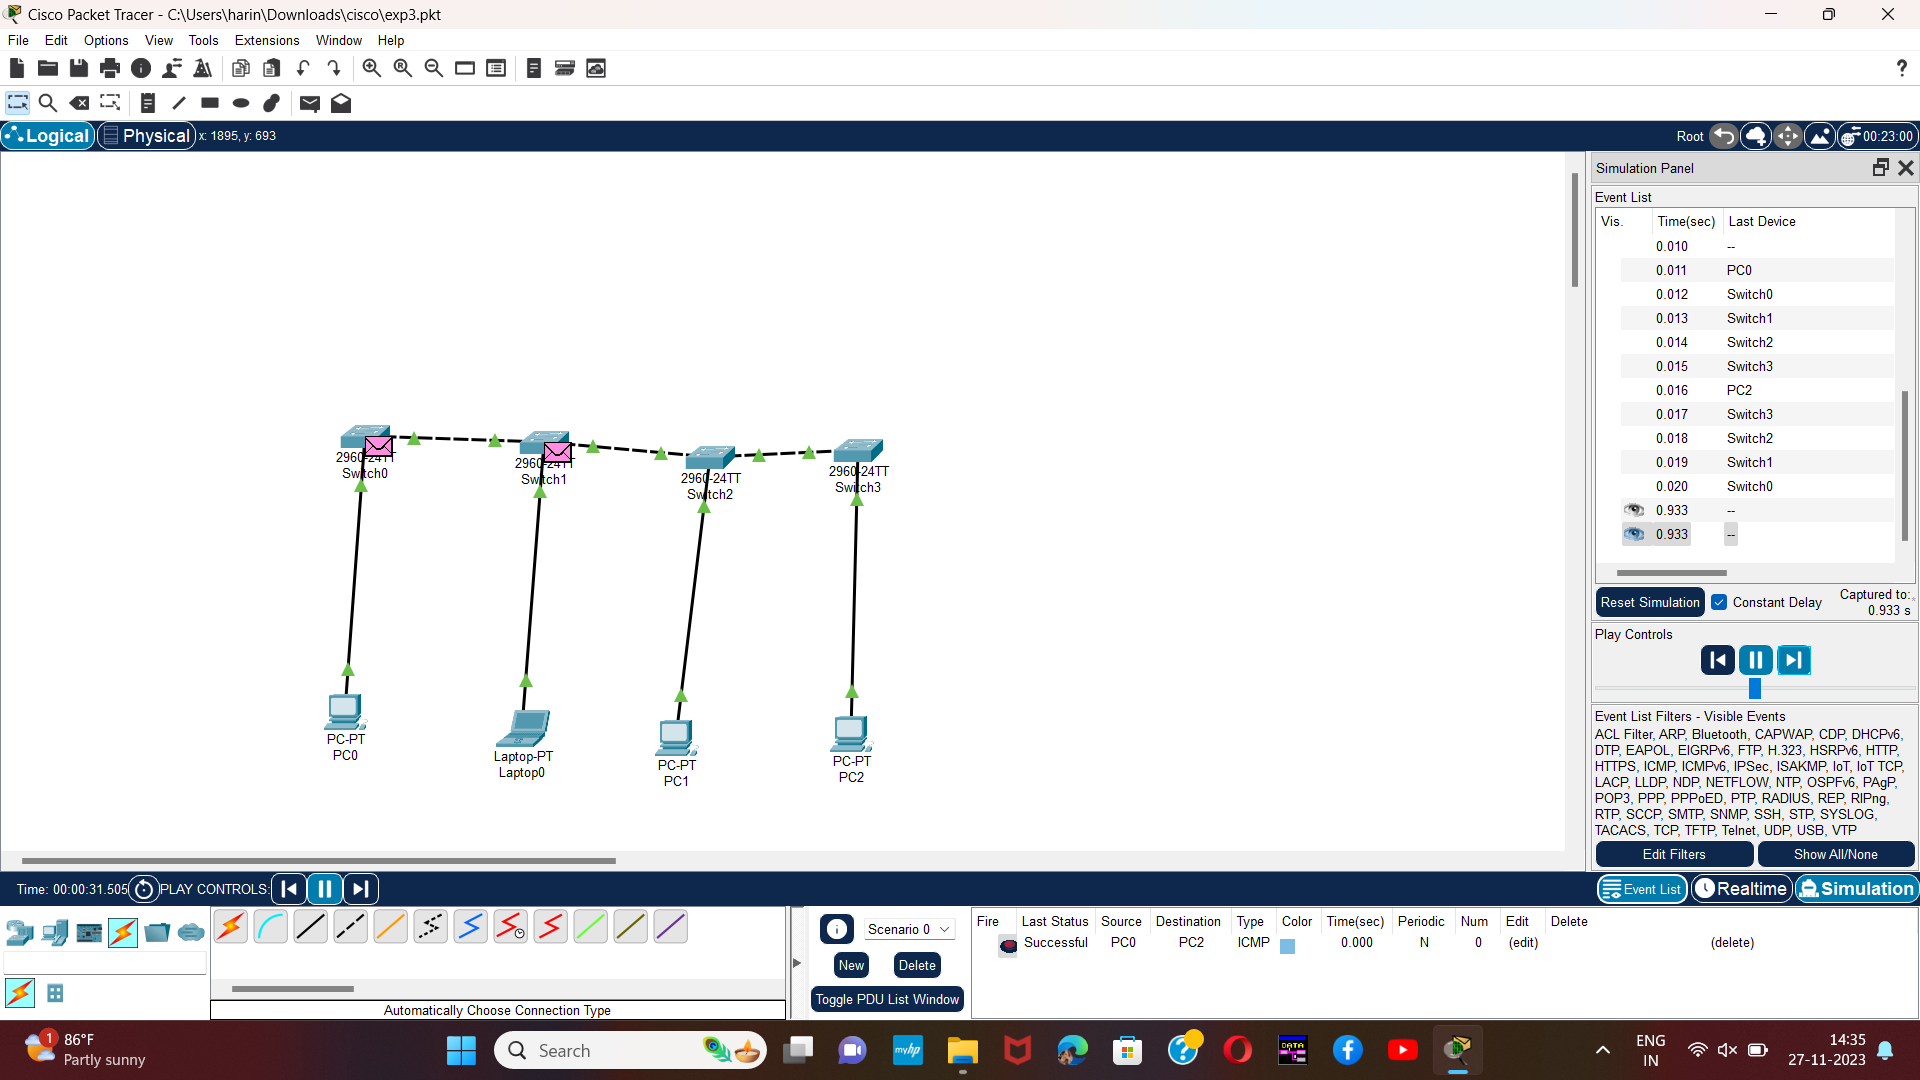 Cisco Packet Tracer - C:\Users\harin\Downloads\cisco\exp3.pkt
File Edit Options View Tools Extensions Window Help
?
Logical Physical x: 1895, y: 693
Root 00:23:00
Simulation Panel
Event List
Vis. Time(sec) Last Device
0.010 --
0.011 PC0
0.012 Switch0
0.013 Switch1
0.014 Switch2
0.015 Switch3
0.016 PC2
0.017 Switch3
0.018 Switch2
0.019 Switch1
0.020 Switch0
0.933 --
0.933 --
Reset Simulation Constant Delay Captured to:
0.933 s
Play Controls
Event List Filters - Visible Events
ACL Filter, ARP, Bluetooth, CAPWAP, CDP, DHCPv6,
DTP, EAPOL, EIGRPv6, FTP, H.323, HSRPv6, HTTP,
HTTPS, ICMP, ICMPv6, IPSec, ISAKMP, IoT, IoT TCP,
LACP, LLDP, NDP, NETFLOW, NTP, OSPFv6, PAgP,
POP3, PPP, PPPoED, PTP, RADIUS, REP, RIPng,
RTP, SCCP, SMTP, SNMP, SSH, STP, SYSLOG,
TACACS, TCP, TFTP, Telnet, UDP, USB, VTP
Edit Filters Show All/None
2960-24TT
Switch0
2960-24TT
Switch1
2960-24TT
Switch2
2960-24TT
Switch3
PC-PT
PC0
Laptop-PT
Laptop0
PC-PT
PC1
PC-PT
PC2
Time: 00:00:31.505 PLAY CONTROLS:
Event List Realtime Simulation
Scenario 0
New Delete
Toggle PDU List Window
Fire Last Status Source Destination Type Color Time(sec) Periodic Num Edit Delete
Successful PC0 PC2 ICMP 0.000 N 0 (edit) (delete)
Automatically Choose Connection Type
1
86°F
Partly sunny
Search
myhp
DATA
ENG
IN
14:35
27-11-2023